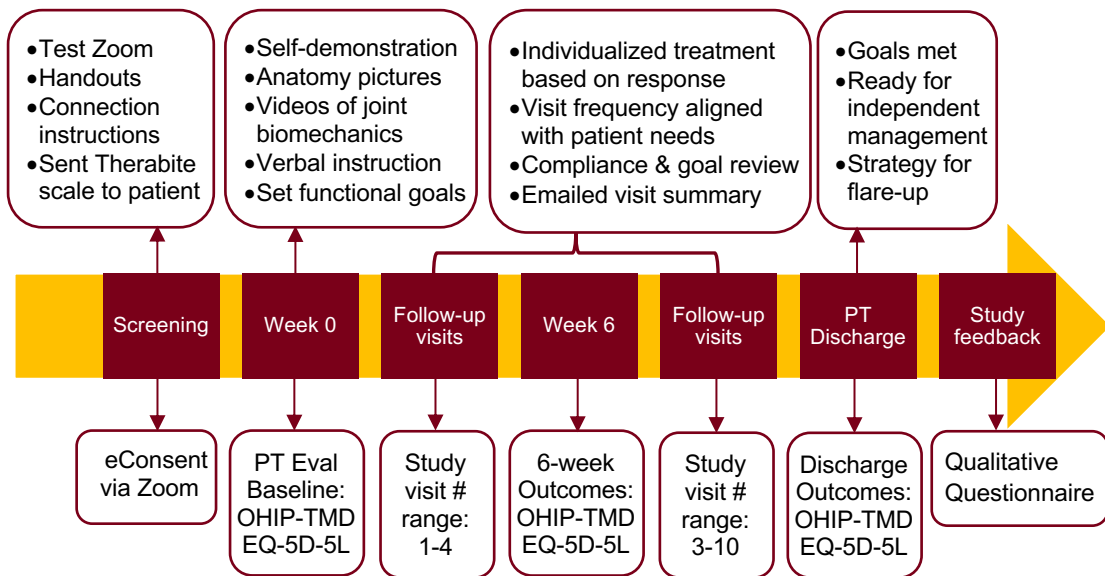 •Test Zoom
•Handouts
•Connection
instructions
•Sent Therabite
scale to patient
•Self-demonstration
•Anatomy pictures
•Videos of joint
biomechanics
•Verbal instruction
•Set functional goals
•Individualized treatment
based on response
•Visit frequency aligned
with patient needs
•Compliance & goal review
•Emailed visit summary
•Goals met
•Ready for
independent
management
•Strategy for
flare-up
Screening
Week 0
Follow-up
visits
Week 6
Follow-up
visits
PT
Discharge
Study
feedback
eConsent
via Zoom
PT Eval
Baseline:
OHIP-TMD
EQ-5D-5L
Study
visit #
range:
1-4
6-week
Outcomes:
OHIP-TMD
EQ-5D-5L
Study
visit #
range:
3-10
Discharge
Outcomes:
OHIP-TMD
EQ-5D-5L
Qualitative
Questionnaire